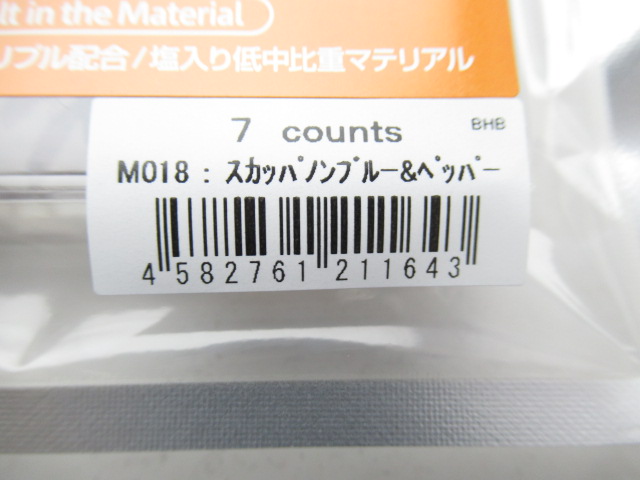 lt in the Material
リブル配合/塩入り低中比重マテリアル
7 counts
BHB
M018 : ｽｶｯﾊﾟﾉﾝﾌﾞﾙｰ&ﾍﾟｯﾊﾟｰ
4 582761 211643